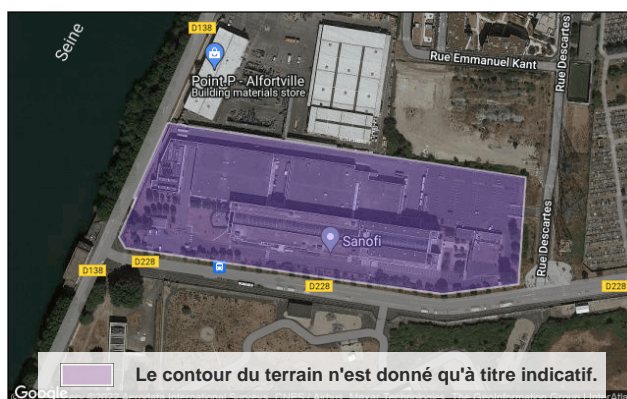 Seine
D138
Point.P - Alfortville
Building materials store
Rue Emmanuel Kant
Rue Descartes
Sanofi
Rue Descartes
D138
D228
D228
D228
Le contour du terrain n'est donné qu'à titre indicatif.
Google